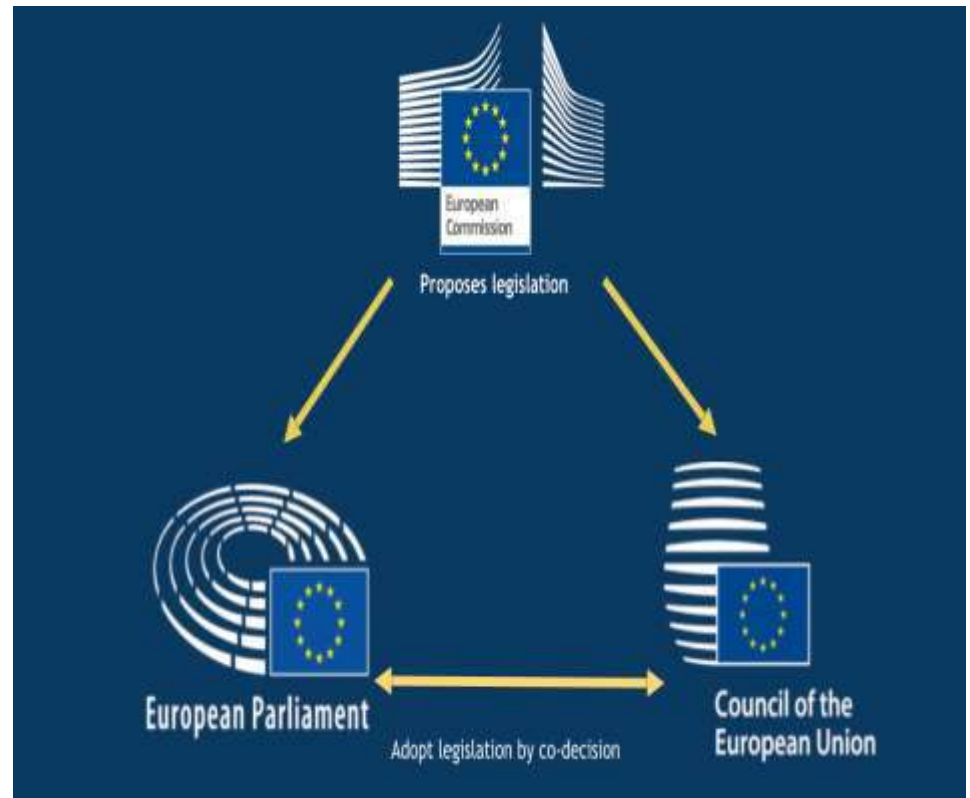 European
Commission
Proposes legislation
European Parliament
Council of the
European Union
Adopt legislation by co-decision